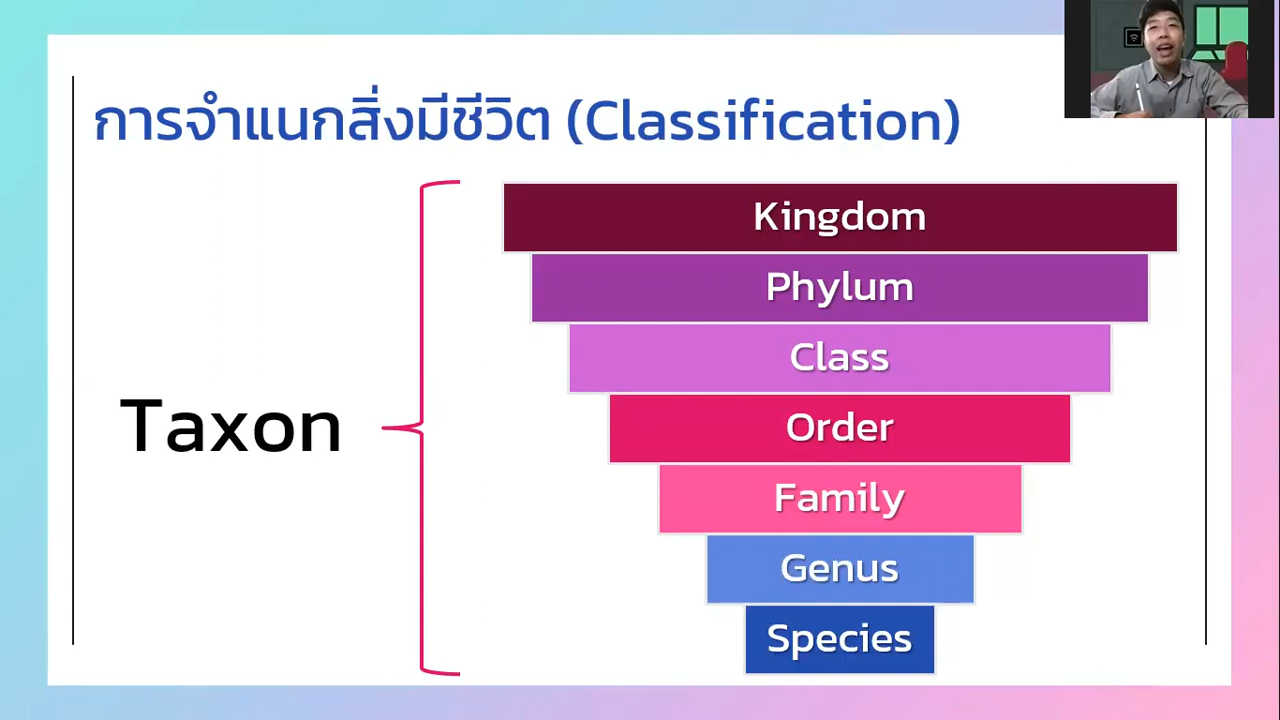 การจำแนกสิ่งมีชีวิต (Classification)
Taxon
Kingdom
Phylum
Class
Order
Family
Genus
Species